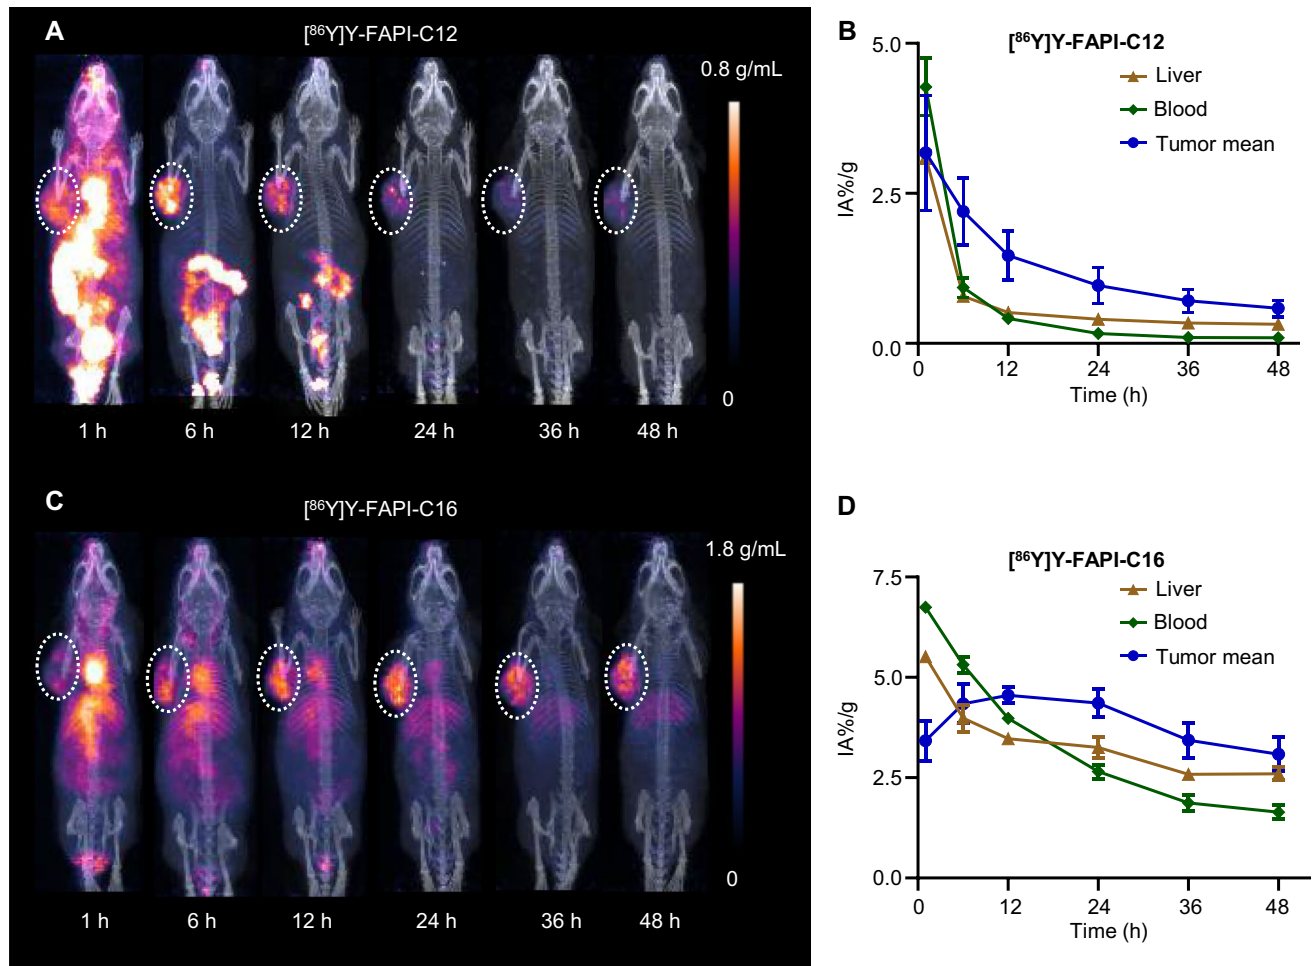 A
[⁸⁶Y]Y-FAPI-C12
0.8 g/mL
0
1 h 6 h 12 h 24 h 36 h 48 h
B
[⁸⁶Y]Y-FAPI-C12
Liver
Blood
Tumor mean
IA%/g
5.0
2.5
0.0
0 12 24 36 48
Time (h)
C
[⁸⁶Y]Y-FAPI-C16
1.8 g/mL
0
1 h 6 h 12 h 24 h 36 h 48 h
D
[⁸⁶Y]Y-FAPI-C16
Liver
Blood
Tumor mean
IA%/g
7.5
5.0
2.5
0.0
0 12 24 36 48
Time (h)